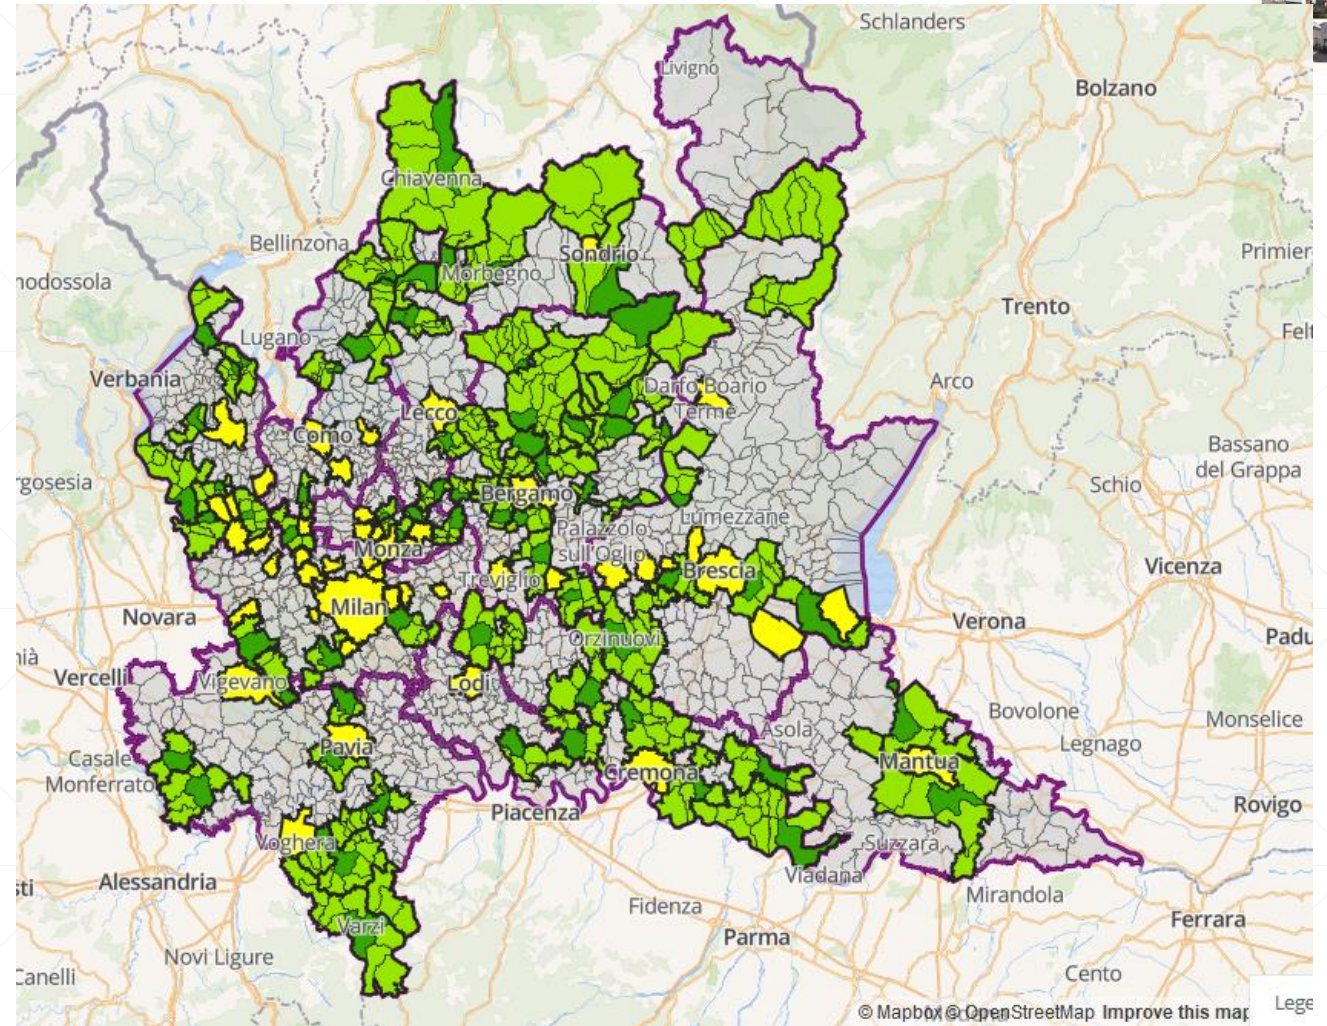 Schlanders
Livigno
Bolzano
Chiavenna
Bellinzona
Primier
Sondrio
Morbegno
nodossola
Trento
Lugano
Felt
Verbania
Darfo Boario
Terme
Arco
Lecco
Como
Bassano
del Grappa
rgosesia
Schio
Bergamo
Lumezzane
Palazzolo
sull'Oglio
Monza
Vicenza
Brescia
Treviglio
Milan
Novara
Verona
Orzinuovi
Padu
ià
Vercelli
Vigevano
Lodi
Bovolone
Monselice
Asola
Legnago
Pavia
Casale
Monferrato
Mantua
Cremona
Rovigo
Piacenza
Voghera
Suzzara
Viadana
sti
Alessandria
Mirandola
Fidenza
Ferrara
Varzi
Parma
Novi Ligure
Cento
Canelli
Lege
© Mapbox © OpenStreetMap Improve this map